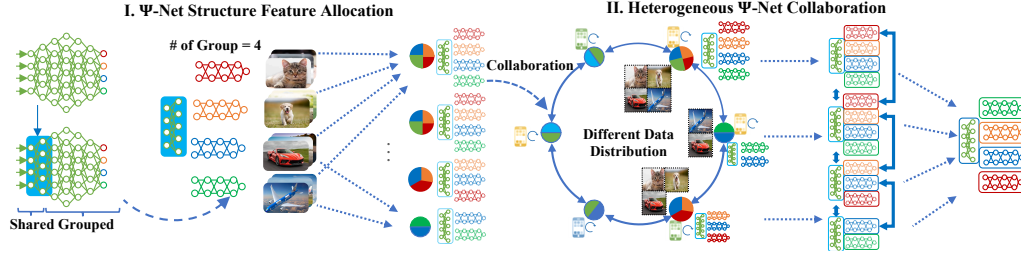 I. Ψ-Net Structure Feature Allocation
II. Heterogeneous Ψ-Net Collaboration
# of Group = 4
Collaboration
Different Data
Distribution
Shared Grouped